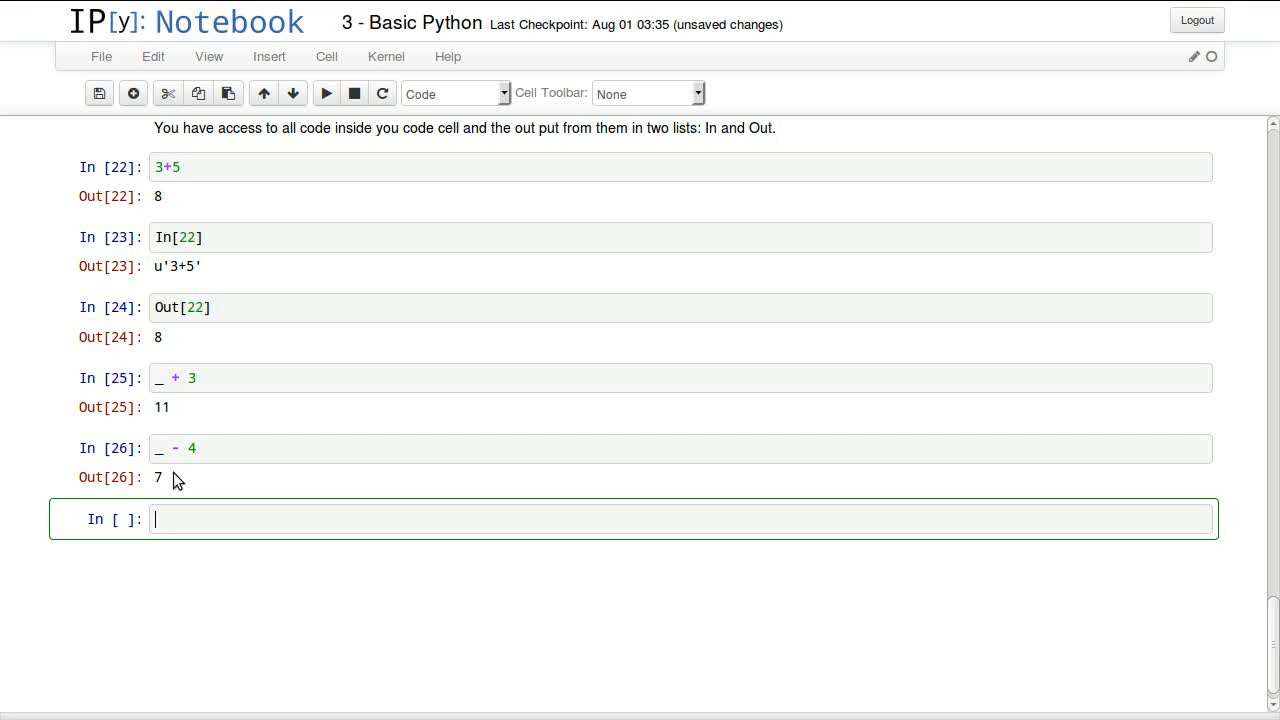 IP[y]: Notebook 3 - Basic Python Last Checkpoint: Aug 01 03:35 (unsaved changes) Logout
File Edit View Insert Cell Kernel Help
Code Cell Toolbar: None
You have access to all code inside you code cell and the out put from them in two lists: In and Out.
In [22]: 3+5
Out[22]: 8
In [23]: In[22]
Out[23]: u'3+5'
In [24]: Out[22]
Out[24]: 8
In [25]: _ + 3
Out[25]: 11
In [26]: _ - 4
Out[26]: 7
In [ ]: